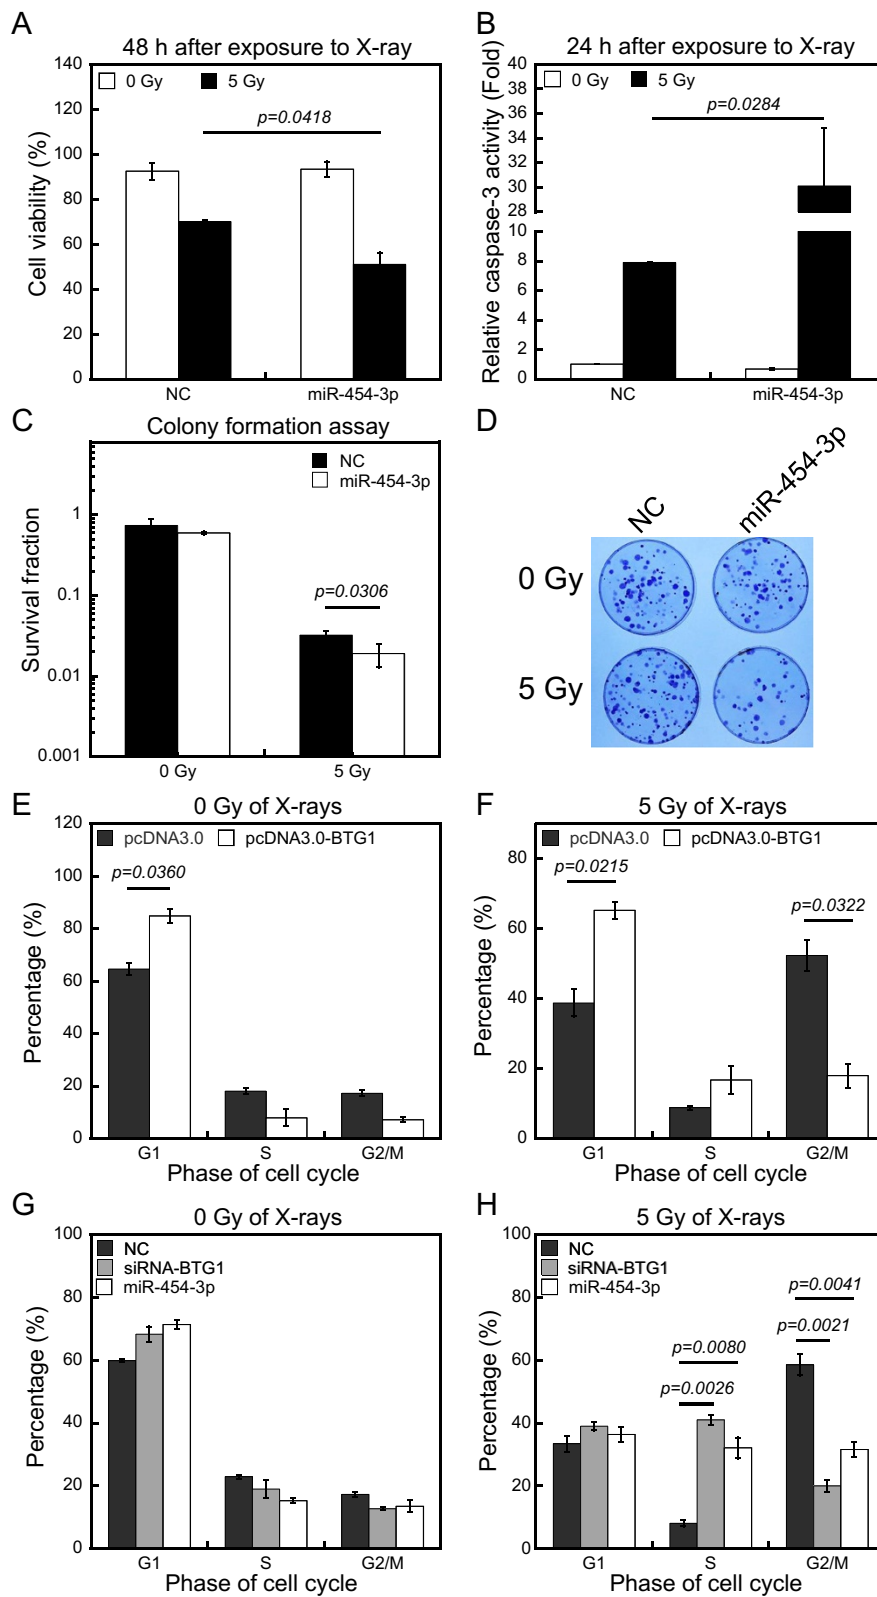 A
48 h after exposure to X-ray
Cell viability (%)
140
120
100
80
60
40
20
0
0 Gy
5 Gy
p=0.0418
NC
miR-454-3p
B
24 h after exposure to X-ray
Relative caspase-3 activity (Fold)
40
38
36
34
32
30
28
10
8
6
4
2
0
0 Gy
5 Gy
p=0.0284
NC
miR-454-3p
C
Colony formation assay
Survival fraction
1
0.1
0.01
0.001
NC
miR-454-3p
p=0.0306
0 Gy
5 Gy
D
NC
miR-454-3p
0 Gy
5 Gy
E
0 Gy of X-rays
Percentage (%)
120
100
80
60
40
20
0
pcDNA3.0
pcDNA3.0-BTG1
p=0.0360
G1
S
G2/M
Phase of cell cycle
F
5 Gy of X-rays
Percentage (%)
80
60
40
20
0
pcDNA3.0
pcDNA3.0-BTG1
p=0.0215
p=0.0322
G1
S
G2/M
Phase of cell cycle
G
0 Gy of X-rays
Percentage (%)
100
80
60
40
20
0
NC
siRNA-BTG1
miR-454-3p
G1
S
G2/M
Phase of cell cycle
H
5 Gy of X-rays
Percentage (%)
100
80
60
40
20
0
NC
siRNA-BTG1
miR-454-3p
p=0.0041
p=0.0021
p=0.0080
p=0.0026
G1
S
G2/M
Phase of cell cycle